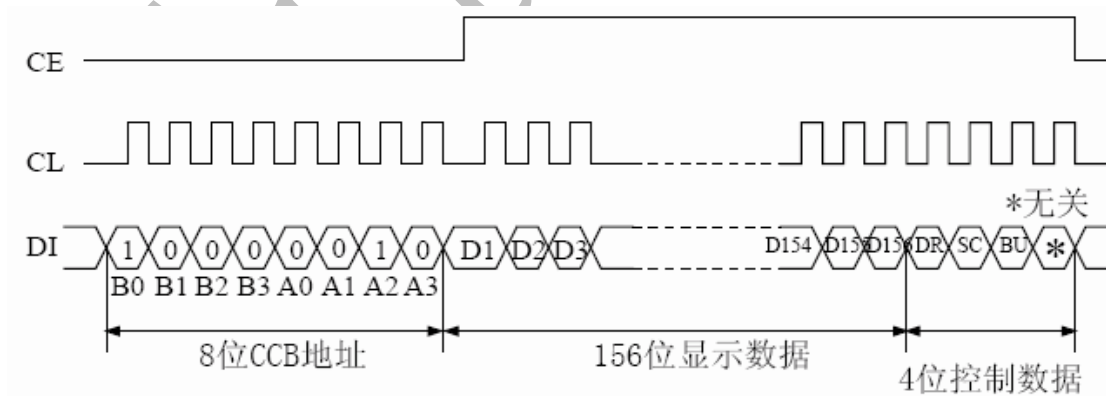 CE
CL
*无关
DI 1 0 0 0 0 0 1 0 D1 D2 D3 D154 D155 D156 DR SC BU *
B0 B1 B2 B3 A0 A1 A2 A3
8位CCB地址 156位显示数据
4位控制数据